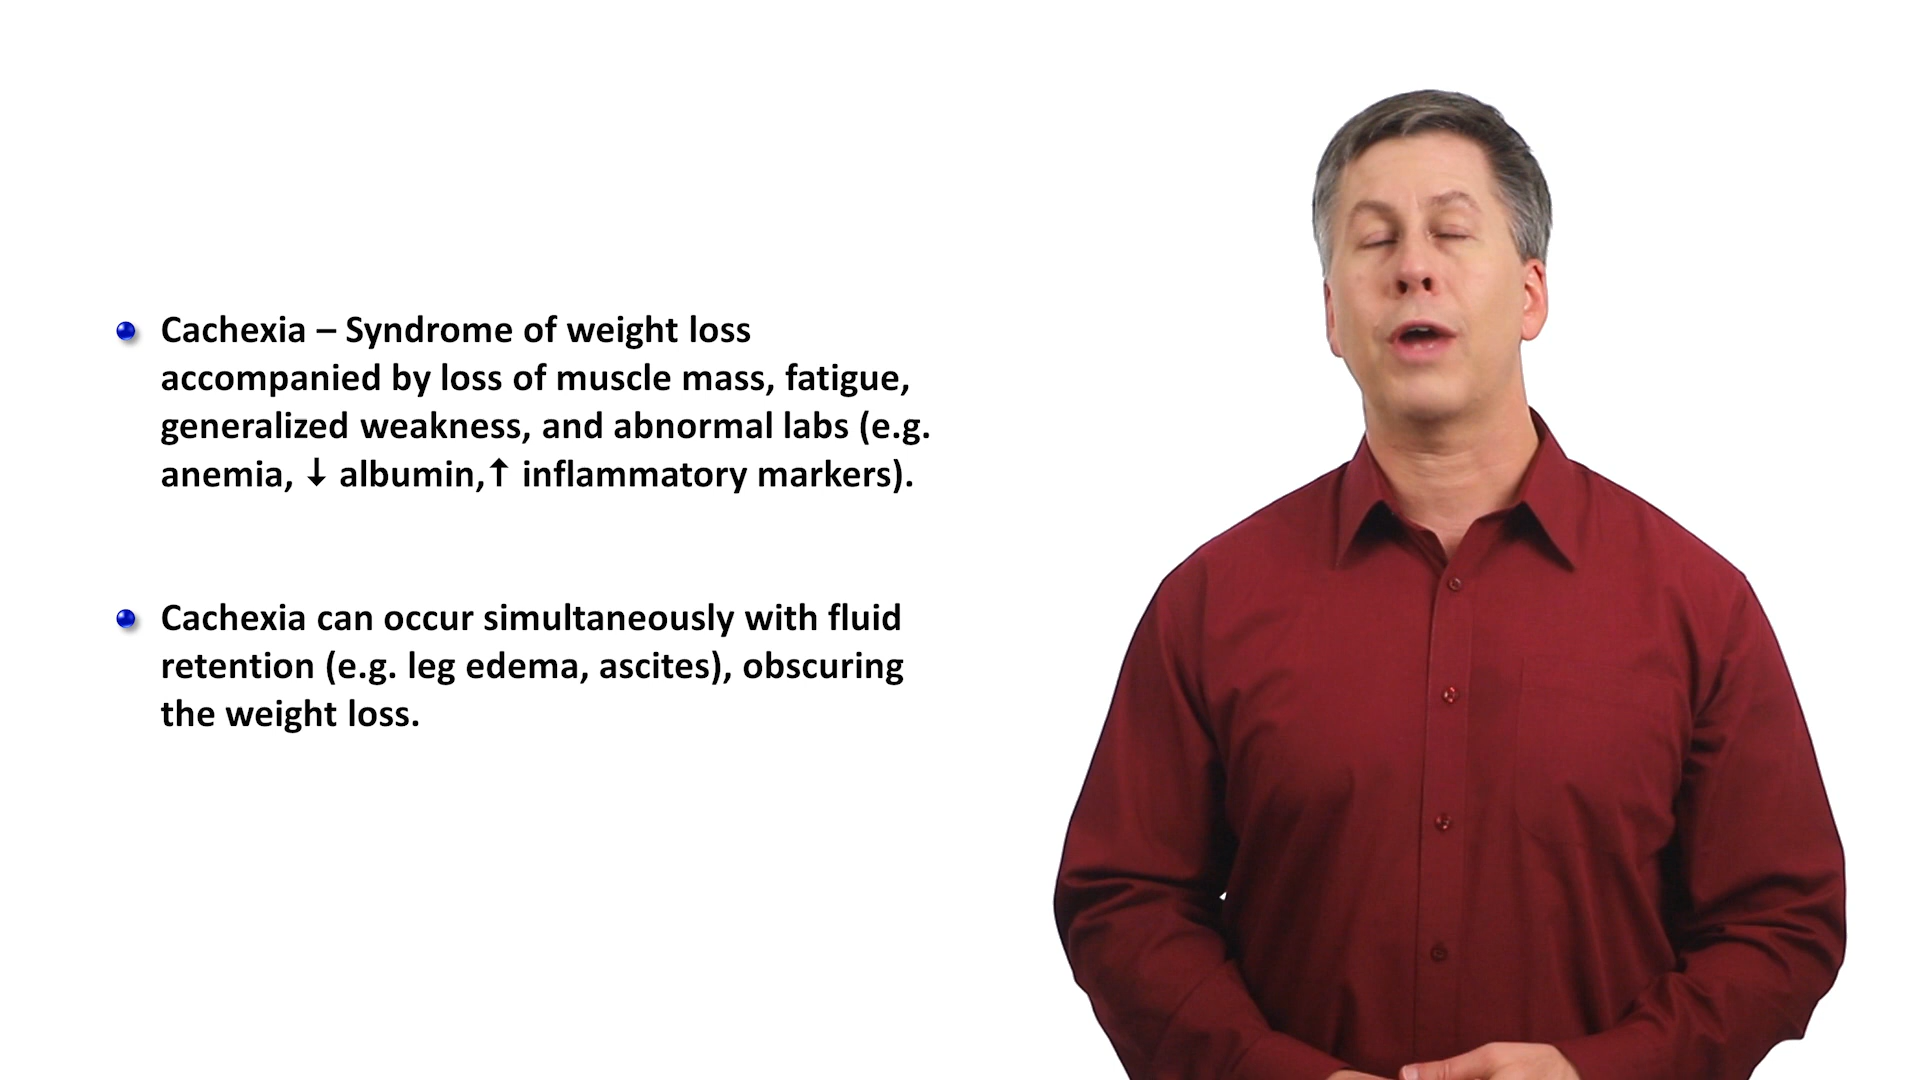 Cachexia – Syndrome of weight loss
accompanied by loss of muscle mass, fatigue,
generalized weakness, and abnormal labs (e.g.
anemia, ↓ albumin,↑ inflammatory markers).
Cachexia can occur simultaneously with fluid
retention (e.g. leg edema, ascites), obscuring
the weight loss.